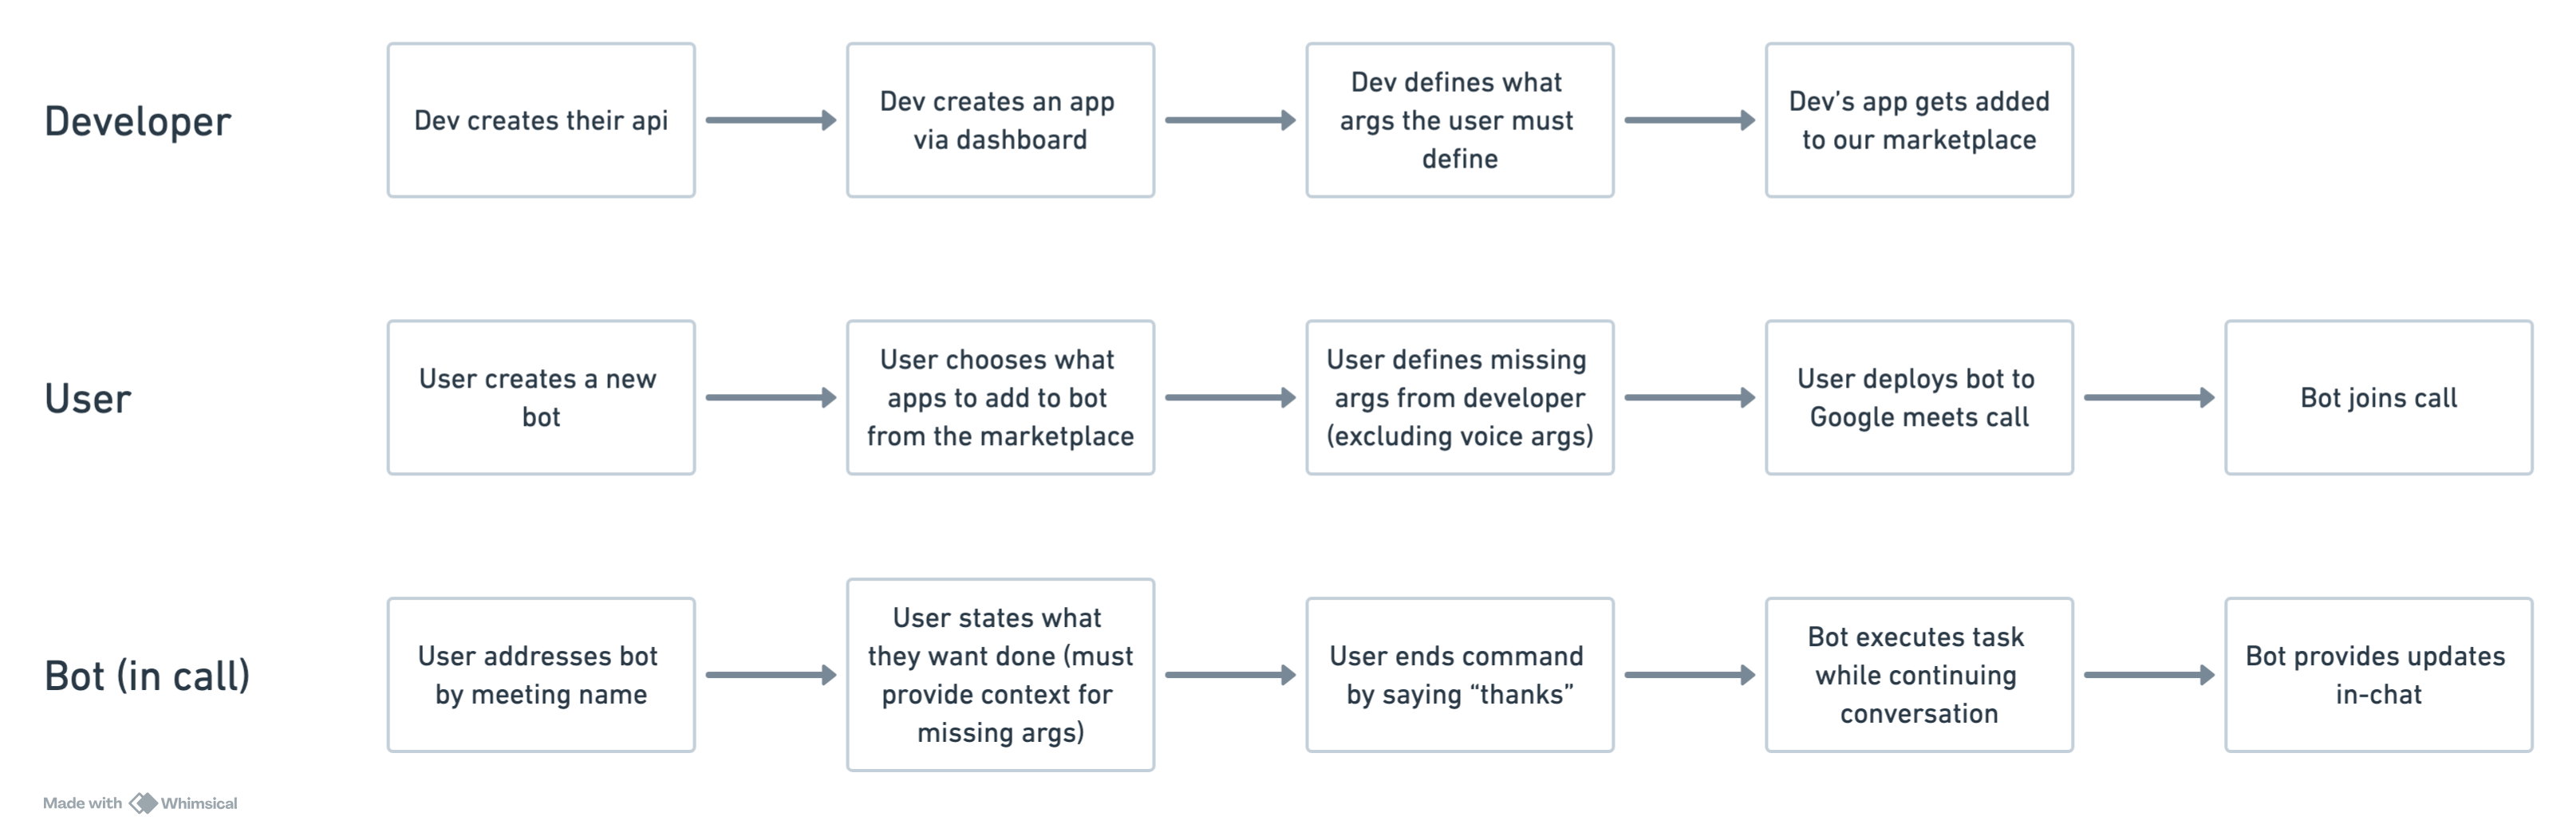 Developer
Dev creates their api
Dev creates an app
via dashboard
Dev defines what
args the user must
define
Dev’s app gets added
to our marketplace
User
User creates a new
bot
User chooses what
apps to add to bot
from the marketplace
User defines missing
args from developer
(excluding voice args)
User deploys bot to
Google meets call
Bot joins call
Bot (in call)
User addresses bot
by meeting name
User states what
they want done (must
provide context for
missing args)
User ends command
by saying “thanks”
Bot executes task
while continuing
conversation
Bot provides updates
in-chat
Made with Whimsical